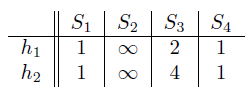 S1 S2 S3 S4
h1 1 ∞ 2 1
h2 1 ∞ 4 1